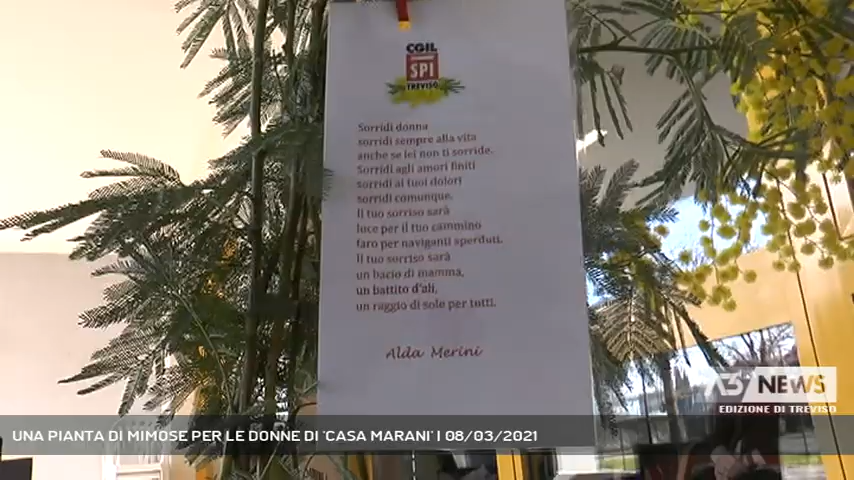 CGIL
SPI
TREVISO
Sorridi donna
sorridi sempre alla vita
anche se lei non ti sorride.
Sorridi agli amori finiti
sorridi ai tuoi dolori
sorridi comunque.
Il tuo sorriso sarà
luce per il tuo cammino
faro per naviganti sperduti.
Il tuo sorriso sarà
un bacio di mamma,
un battito d'ali,
un raggio di sole per tutti.
Alda Merini
A3 NEWS
EDIZIONE DI TREVISO
UNA PIANTA DI MIMOSE PER LE DONNE DI 'CASA MARANI' | 08/03/2021